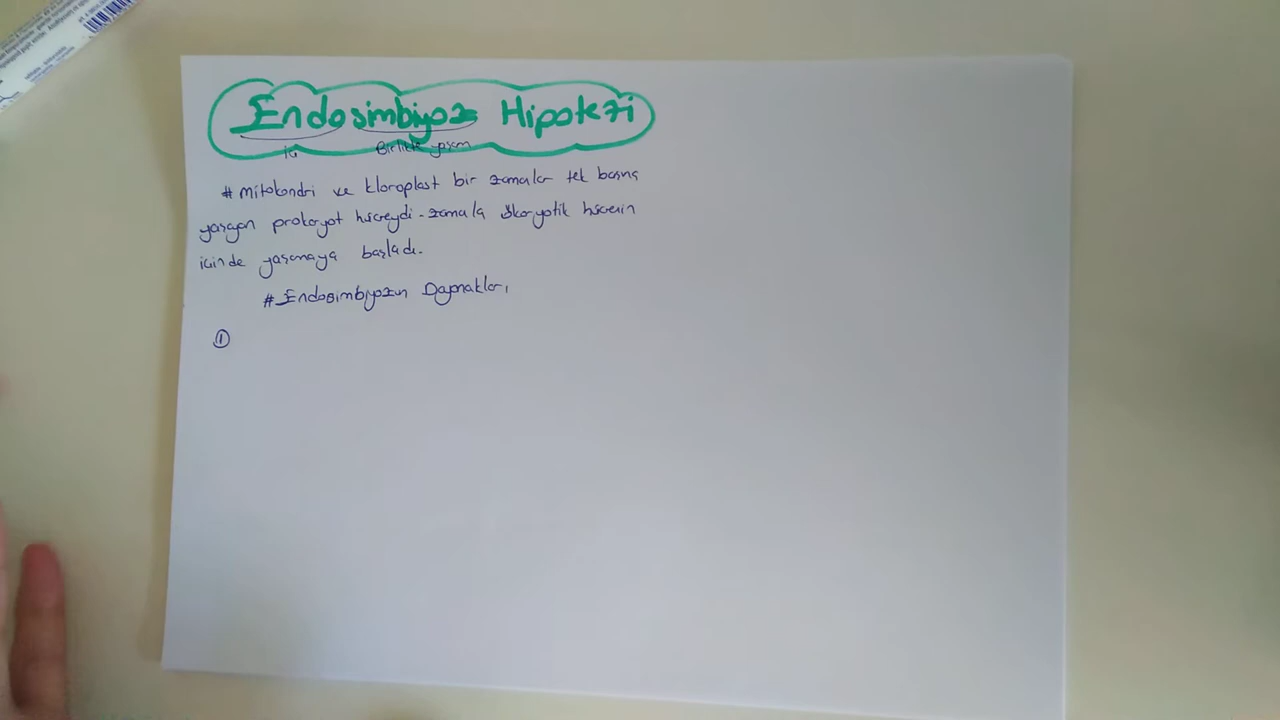 Endosimbiyoz Hipotezi
iç Birlikte yaşam
# Mitokondri ve kloroplast bir zamanlar tek başına
yaşayan prokaryot hücreydi. zamanla ökaryotik hücrenin
içinde yaşamaya başladı.
# Endosimbiyozun Dayanakları
①